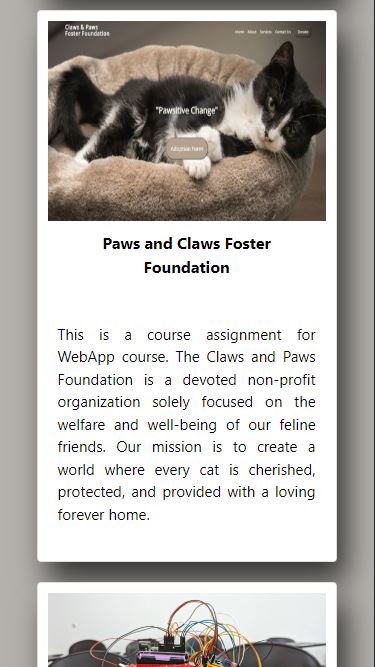 Claws & Paws
Foster Foundation
Home About Services Contact Us Donate
"Pawsitive Change"
Adoption Form
Paws and Claws Foster
Foundation
This is a course assignment for
WebApp course. The Claws and Paws
Foundation is a devoted non-profit
organization solely focused on the
welfare and well-being of our feline
friends. Our mission is to create a
world where every cat is cherished,
protected, and provided with a loving
forever home.